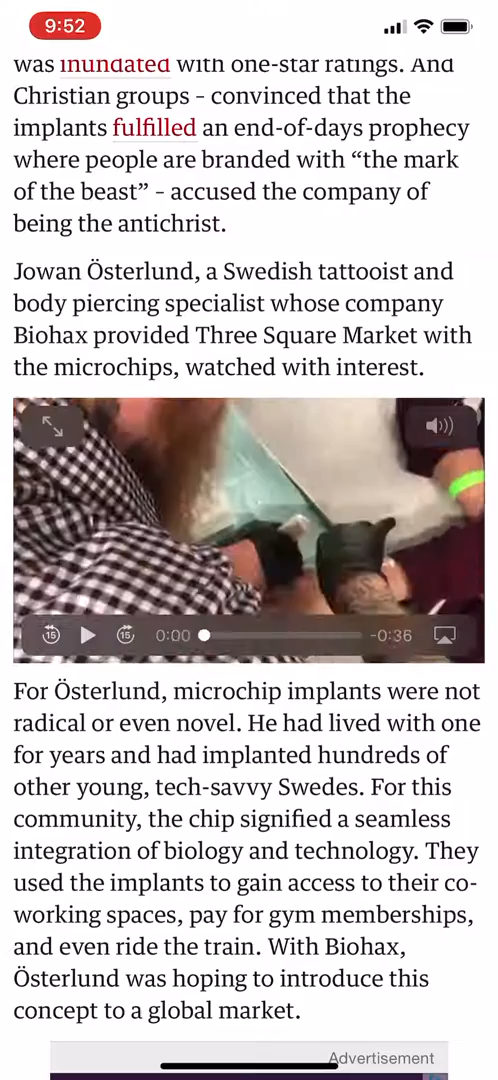 9:52
was inundated with one-star ratings. And
Christian groups – convinced that the
implants fulfilled an end-of-days prophecy
where people are branded with “the mark
of the beast” – accused the company of
being the antichrist.
Jowan Österlund, a Swedish tattooist and
body piercing specialist whose company
Biohax provided Three Square Market with
the microchips, watched with interest.
15
15
0:00
-0:36
For Österlund, microchip implants were not
radical or even novel. He had lived with one
for years and had implanted hundreds of
other young, tech-savvy Swedes. For this
community, the chip signified a seamless
integration of biology and technology. They
used the implants to gain access to their co-
working spaces, pay for gym memberships,
and even ride the train. With Biohax,
Österlund was hoping to introduce this
concept to a global market.
Advertisement